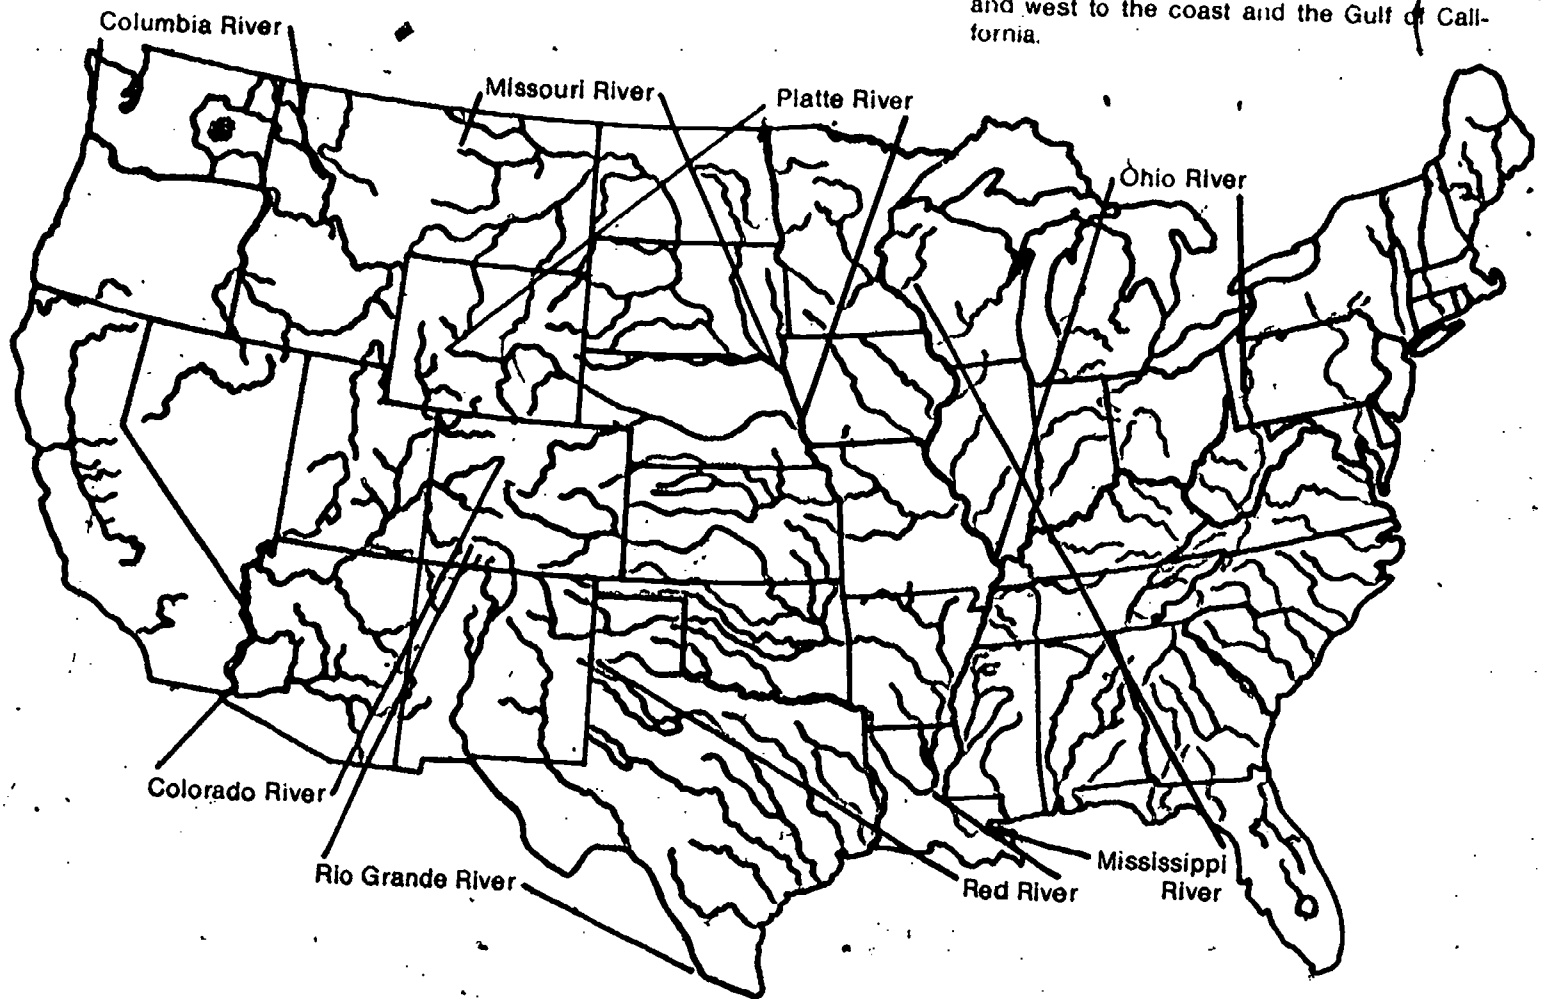 and west to the coast and the Gulf of Cali-
fornia.
Columbia River
Missouri River
Platte River
Ohio River
Colorado River
Rio Grande River
Red River
Mississippi
River